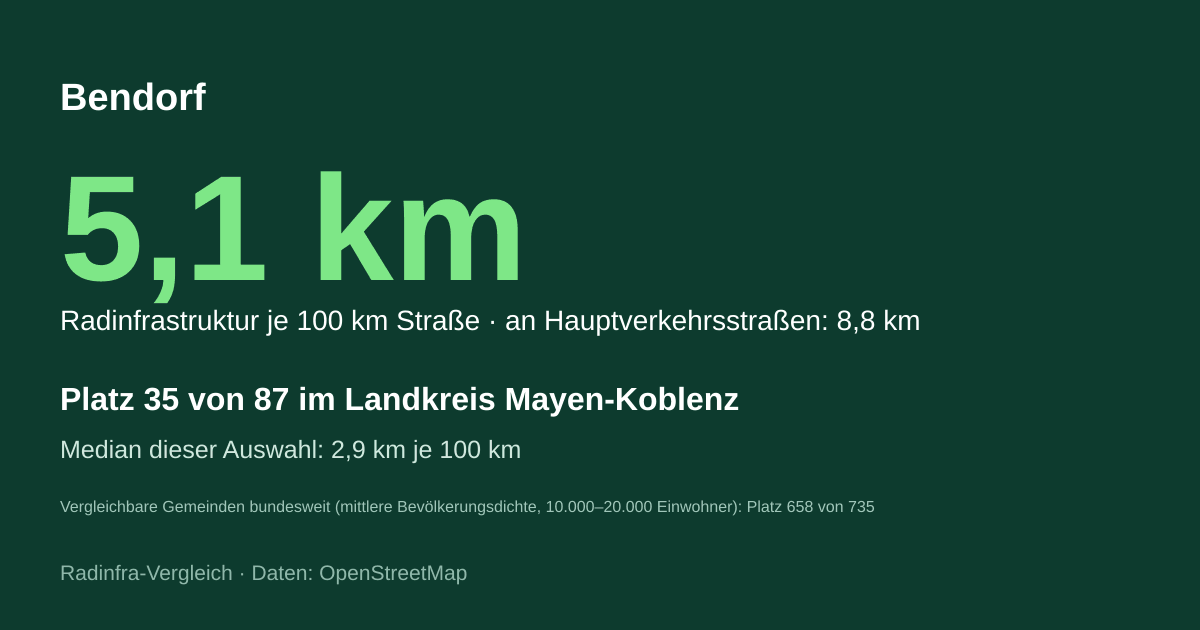 Bendorf
5,1 km
Radinfrastruktur je 100 km Straße · an Hauptverkehrsstraßen: 8,8 km
Platz 35 von 87 im Landkreis Mayen-Koblenz
Median dieser Auswahl: 2,9 km je 100 km
Vergleichbare Gemeinden bundesweit (mittlere Bevölkerungsdichte, 10.000–20.000 Einwohner): Platz 658 von 735
Radinfra-Vergleich · Daten: OpenStreetMap